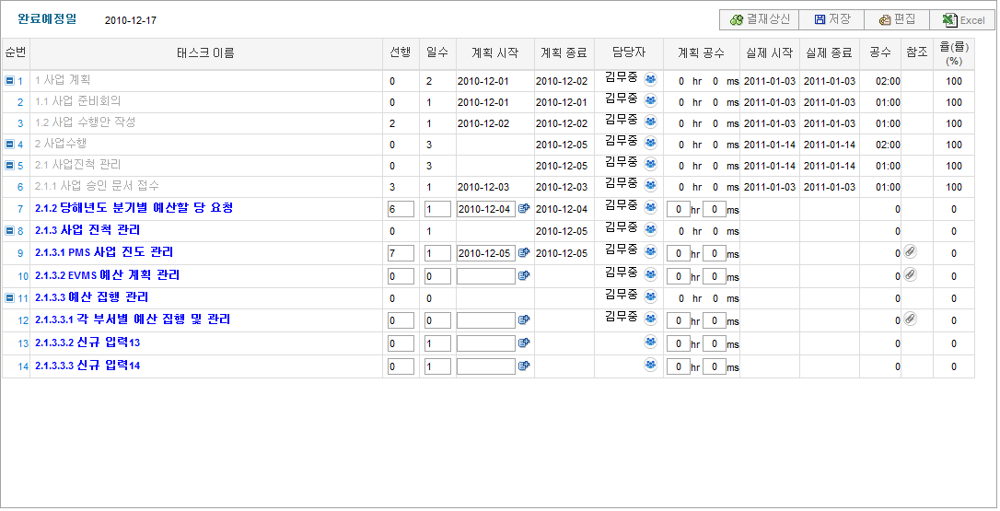 완료예정일 2010-12-17 결재상신 저장 편집 Excel
순번 태스크 이름 선행 일수 계획 시작 계획 종료 담당자 계획 공수 실제 시작 실제 종료 공수 참조 율(률)(%)
1 1 사업 계획 0 2 2010-12-01 2010-12-02 김무중 0 hr 0 ms 2011-01-03 2011-01-03 02:00 100
2 1.1 사업 준비회의 0 1 2010-12-01 2010-12-01 김무중 0 hr 0 ms 2011-01-03 2011-01-03 01:00 100
3 1.2 사업 수행안 작성 2 1 2010-12-02 2010-12-02 김무중 0 hr 0 ms 2011-01-03 2011-01-03 01:00 100
4 2 사업수행 0 3 2010-12-05 김무중 0 hr 0 ms 2011-01-14 2011-01-14 02:00 100
5 2.1 사업진척 관리 0 3 2010-12-05 김무중 0 hr 0 ms 2011-01-14 2011-01-14 01:00 100
6 2.1.1 사업 승인 문서 접수 3 1 2010-12-03 2010-12-03 김무중 0 hr 0 ms 2011-01-03 2011-01-03 01:00 100
7 2.1.2 당해년도 분기별 예산할 당 요청 6 1 2010-12-04 2010-12-04 김무중 0 hr 0 ms 0 0
8 2.1.3 사업 진척 관리 0 1 2010-12-05 김무중 0 hr 0 ms 0 0
9 2.1.3.1 PMS 사업 진도 관리 7 1 2010-12-05 2010-12-05 김무중 0 hr 0 ms 0 0
10 2.1.3.2 EVMS 예산 계획 관리 0 0 김무중 0 hr 0 ms 0 0
11 2.1.3.3 예산 집행 관리 0 0 김무중 0 hr 0 ms 0 0
12 2.1.3.3.1 각 부서별 예산 집행 및 관리 0 0 김무중 0 hr 0 ms 0 0
13 2.1.3.3.2 신규 입력13 0 1 0 hr 0 ms 0 0
14 2.1.3.3.3 신규 입력14 0 1 0 hr 0 ms 0 0